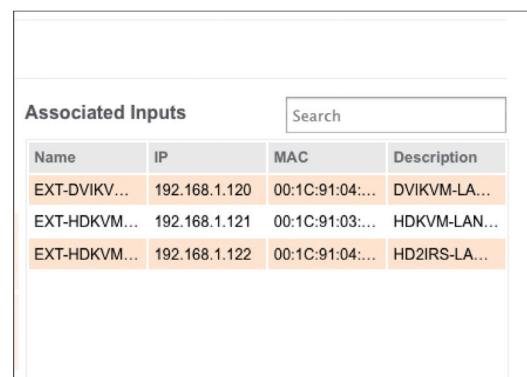 Associated Inputs Search
Name IP MAC Description
EXT-DVIKV... 192.168.1.120 00:1C:91:04:... DVIKVM-LA...
EXT-HDKVM... 192.168.1.121 00:1C:91:03:... HDKVM-LAN...
EXT-HDKVM... 192.168.1.122 00:1C:91:04:... HD2IRS-LA...